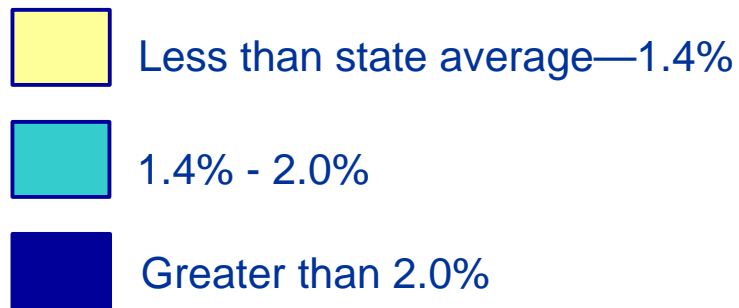 Less than state average—1.4%
1.4% - 2.0%
Greater than 2.0%